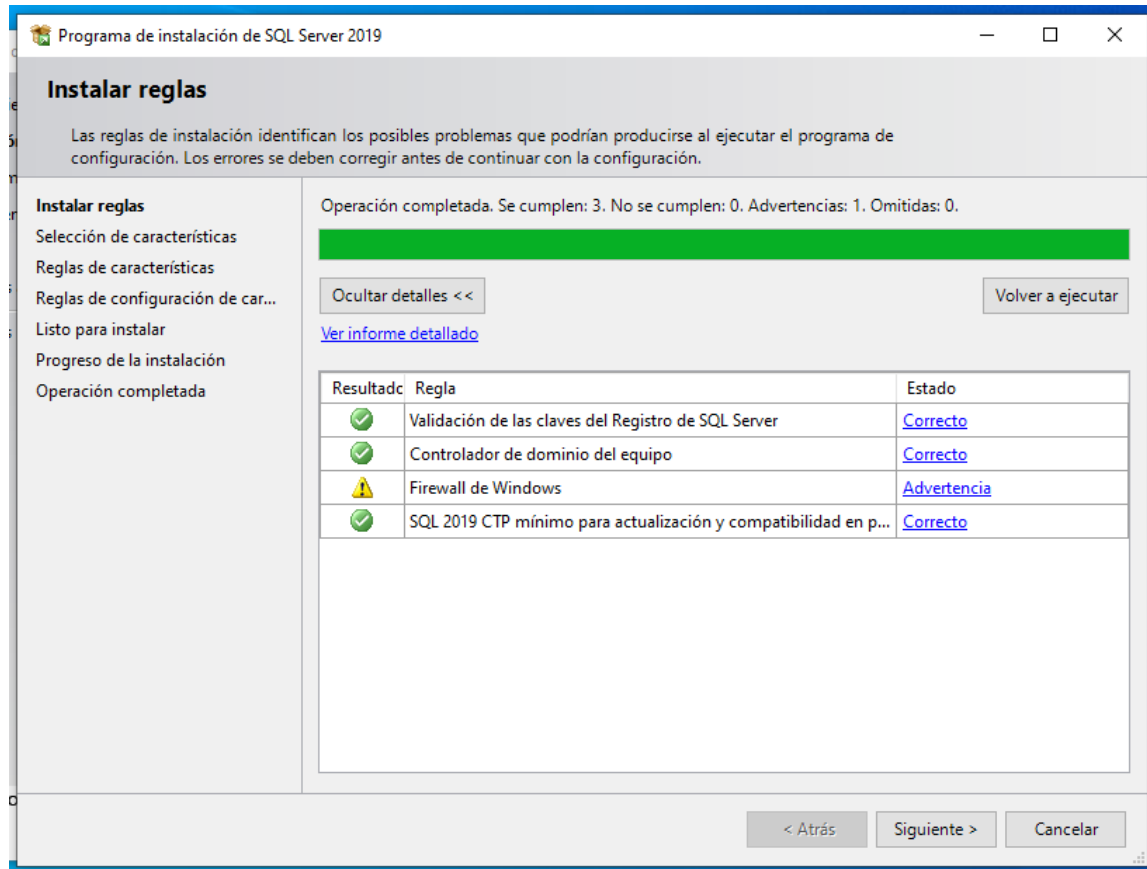 Programa de instalación de SQL Server 2019
Instalar reglas
Las reglas de instalación identifican los posibles problemas que podrían producirse al ejecutar el programa de
configuración. Los errores se deben corregir antes de continuar con la configuración.
Instalar reglas
Selección de características
Reglas de características
Reglas de configuración de car...
Listo para instalar
Progreso de la instalación
Operación completada
Operación completada. Se cumplen: 3. No se cumplen: 0. Advertencias: 1. Omitidas: 0.
Ocultar detalles << Volver a ejecutar
Ver informe detallado
Resultado Regla Estado
Validación de las claves del Registro de SQL Server Correcto
Controlador de dominio del equipo Correcto
Firewall de Windows Advertencia
SQL 2019 CTP mínimo para actualización y compatibilidad en p... Correcto
< Atrás Siguiente > Cancelar